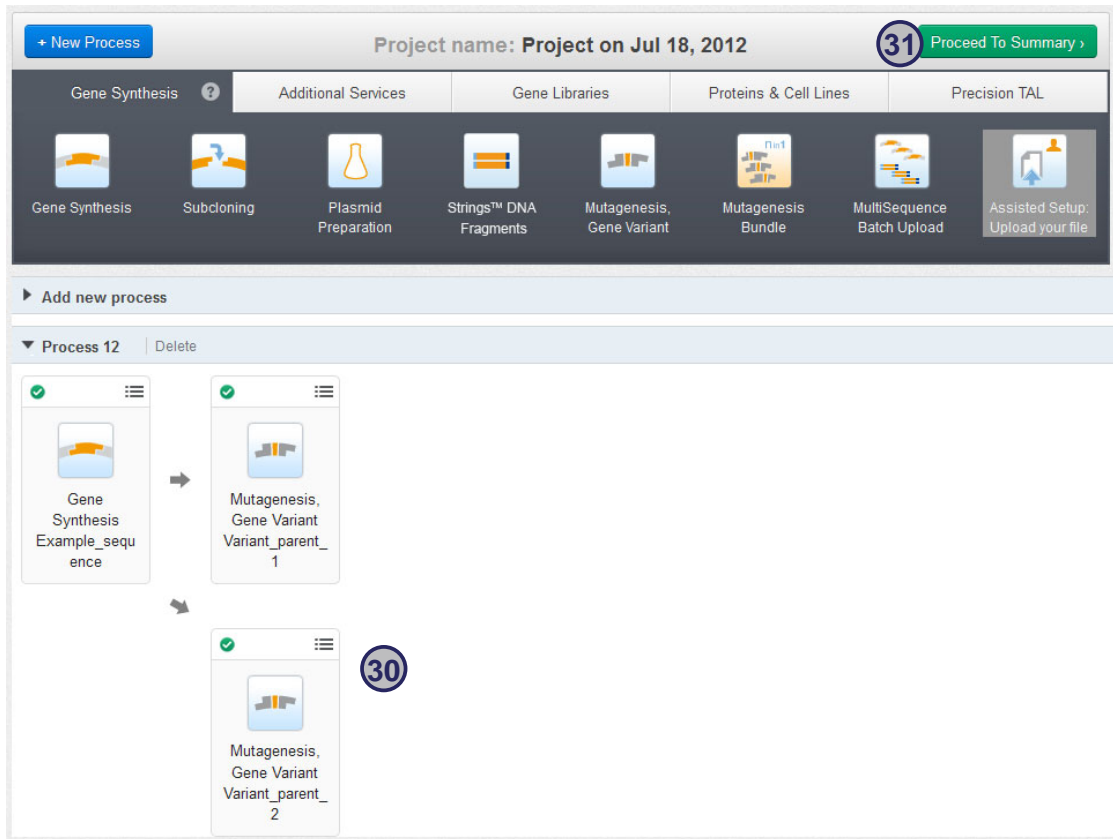 + New Process
Project name: Project on Jul 18, 2012
31
Proceed To Summary ›
Gene Synthesis ?
Additional Services
Gene Libraries
Proteins & Cell Lines
Precision TAL
n in 1
Gene Synthesis
Subcloning
Plasmid
Preparation
Strings™ DNA
Fragments
Mutagenesis,
Gene Variant
Mutagenesis
Bundle
MultiSequence
Batch Upload
Assisted Setup:
Upload your file
Add new process
Process 12 | Delete
Gene
Synthesis
Example_sequ
ence
Mutagenesis,
Gene Variant
Variant_parent_
1
30
Mutagenesis,
Gene Variant
Variant_parent_
2